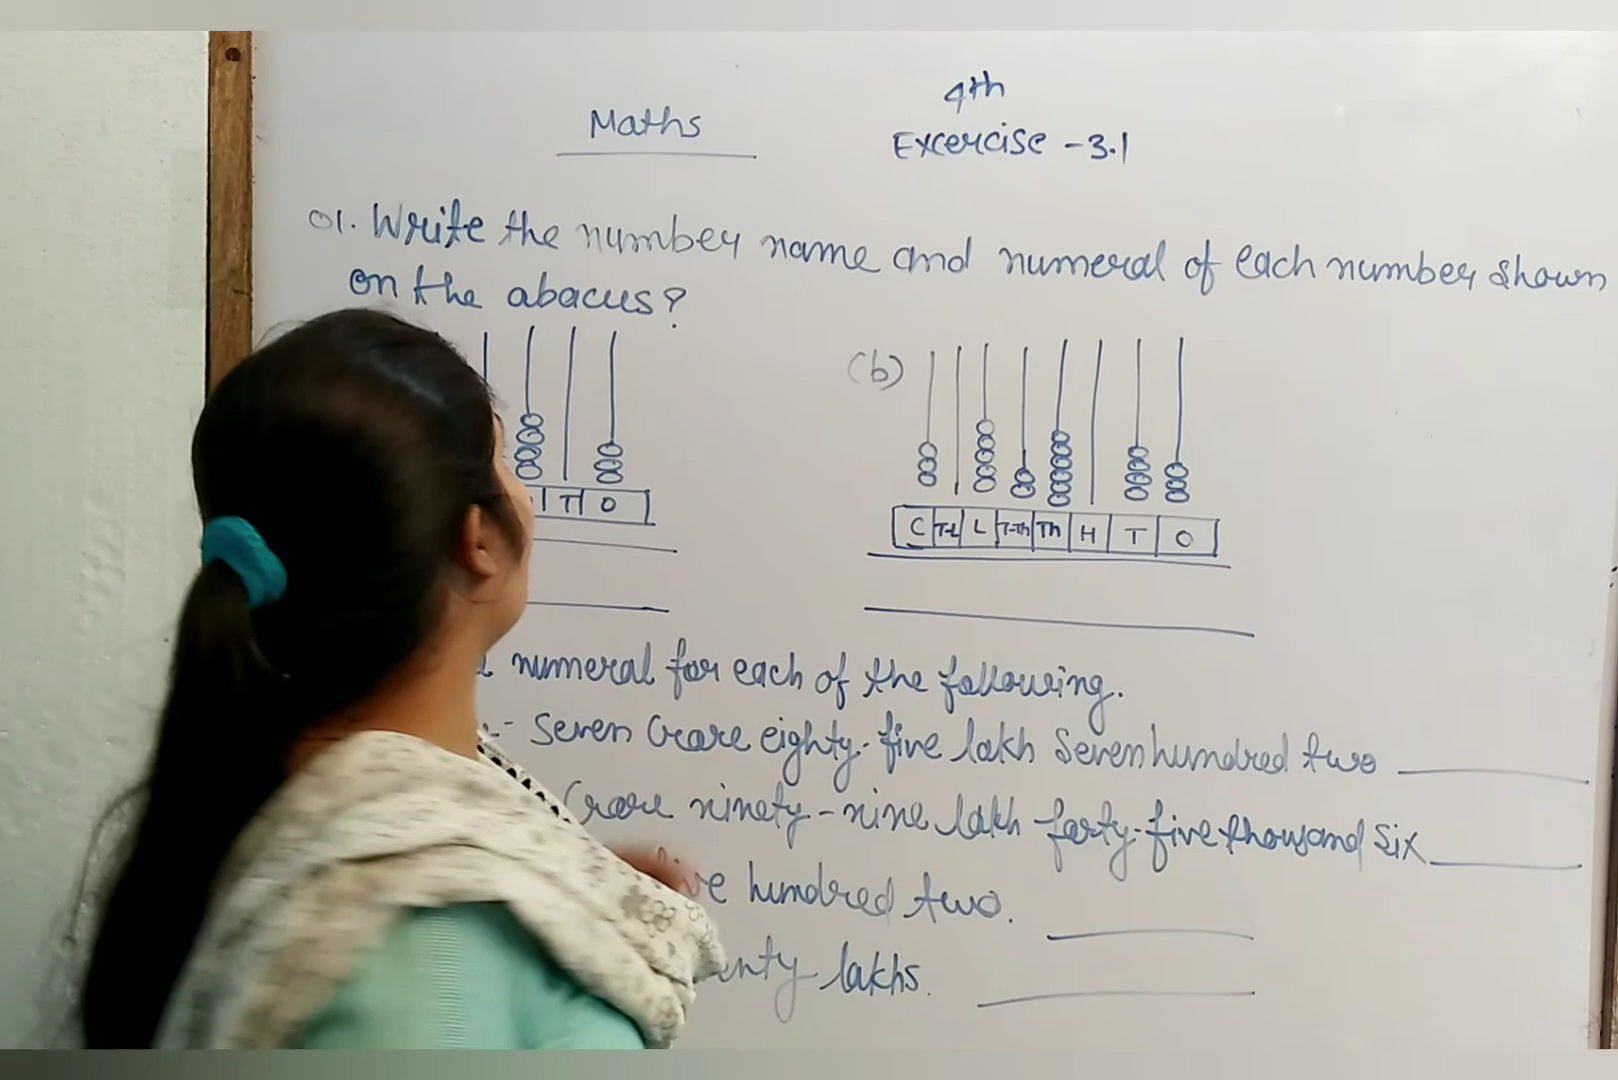 Maths
4th
Excercise - 3.1
Q1. Write the number name and numeral of each number shown
on the abacus?
T O
(b)
C T-L L T-Th Th H T O
numeral for each of the following.
- Seven Crore eighty-five lakh Seven hundred two
Crore ninety-nine lakh forty-five thousand six
hundred two.
lakhs.